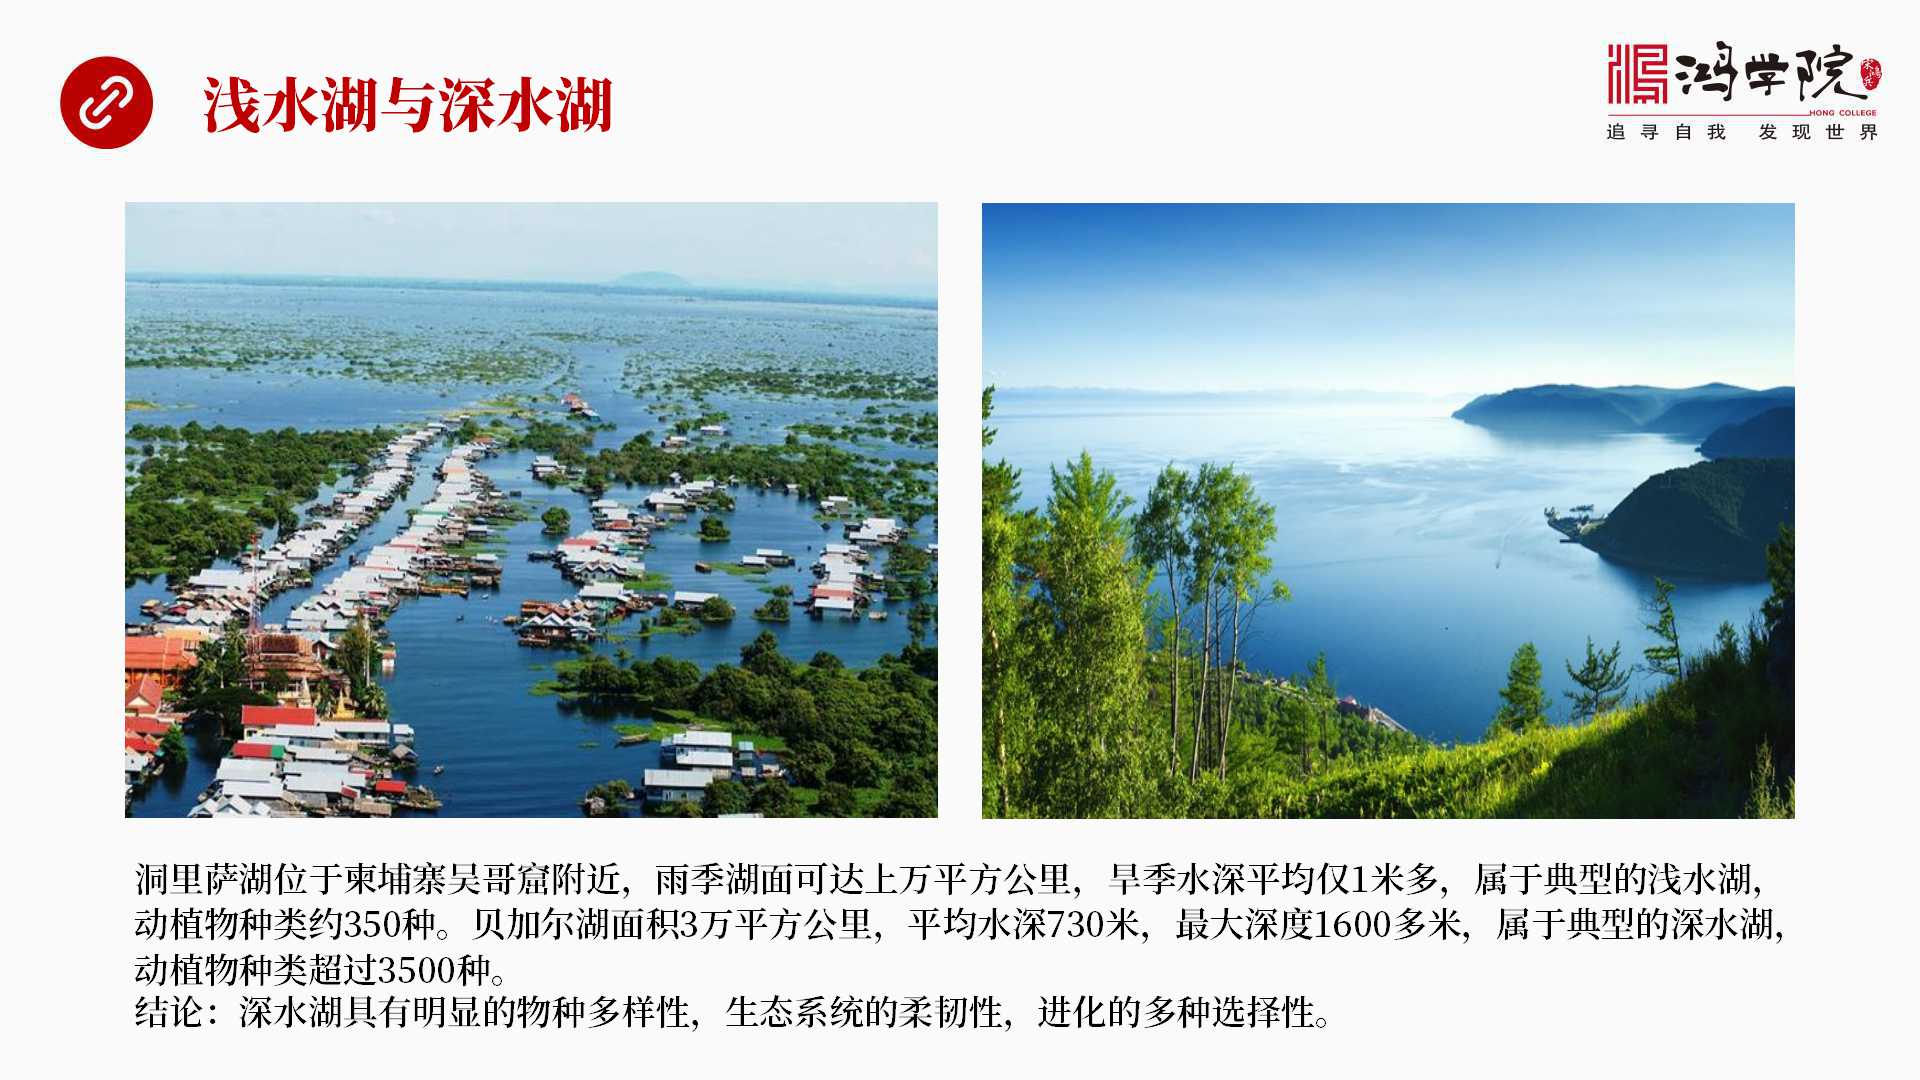 浅水湖与深水湖
鸿学院
宋鸿兵
HONG COLLEGE
追寻自我 发现世界
洞里萨湖位于柬埔寨吴哥窟附近，雨季湖面可达上万平方公里，旱季水深平均仅1米多，属于典型的浅水湖，
动植物种类约350种。贝加尔湖面积3万平方公里，平均水深730米，最大深度1600多米，属于典型的深水湖，
动植物种类超过3500种。
结论：深水湖具有明显的物种多样性，生态系统的柔韧性，进化的多种选择性。